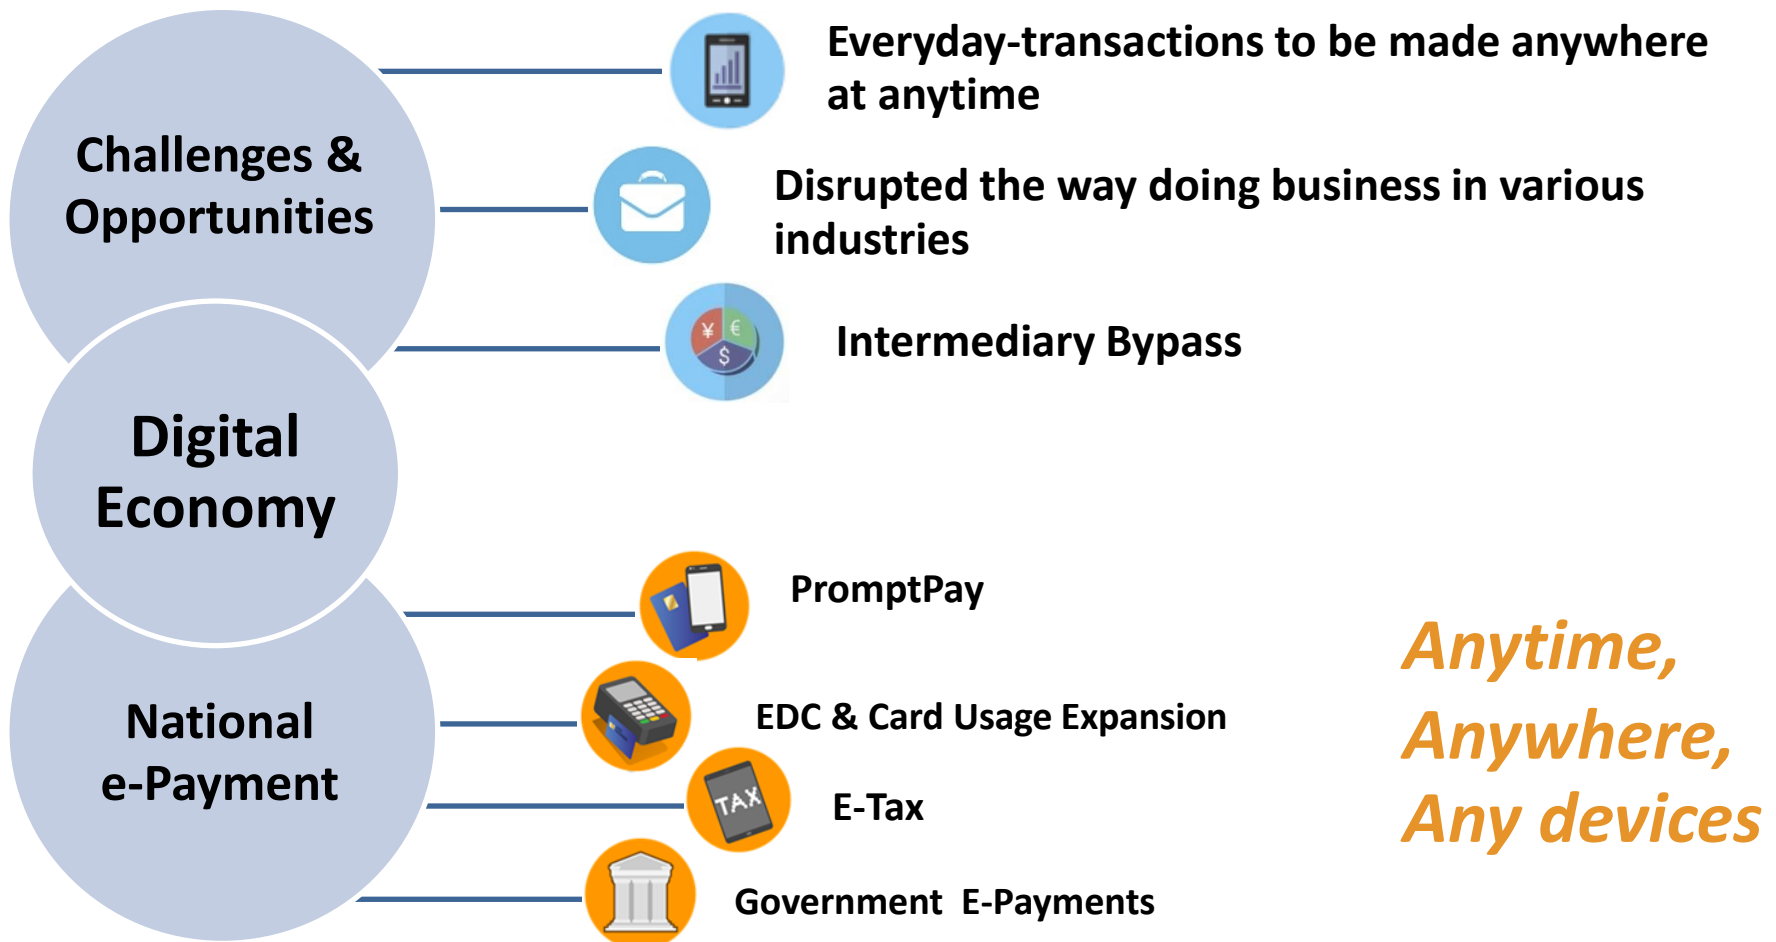 Challenges &
Opportunities
Everyday-transactions to be made anywhere
at anytime
Disrupted the way doing business in various
industries
¥ €
$
Intermediary Bypass
Digital
Economy
PromptPay
National
e-Payment
EDC & Card Usage Expansion
TAX
E-Tax
Government E-Payments
Anytime,
Anywhere,
Any devices